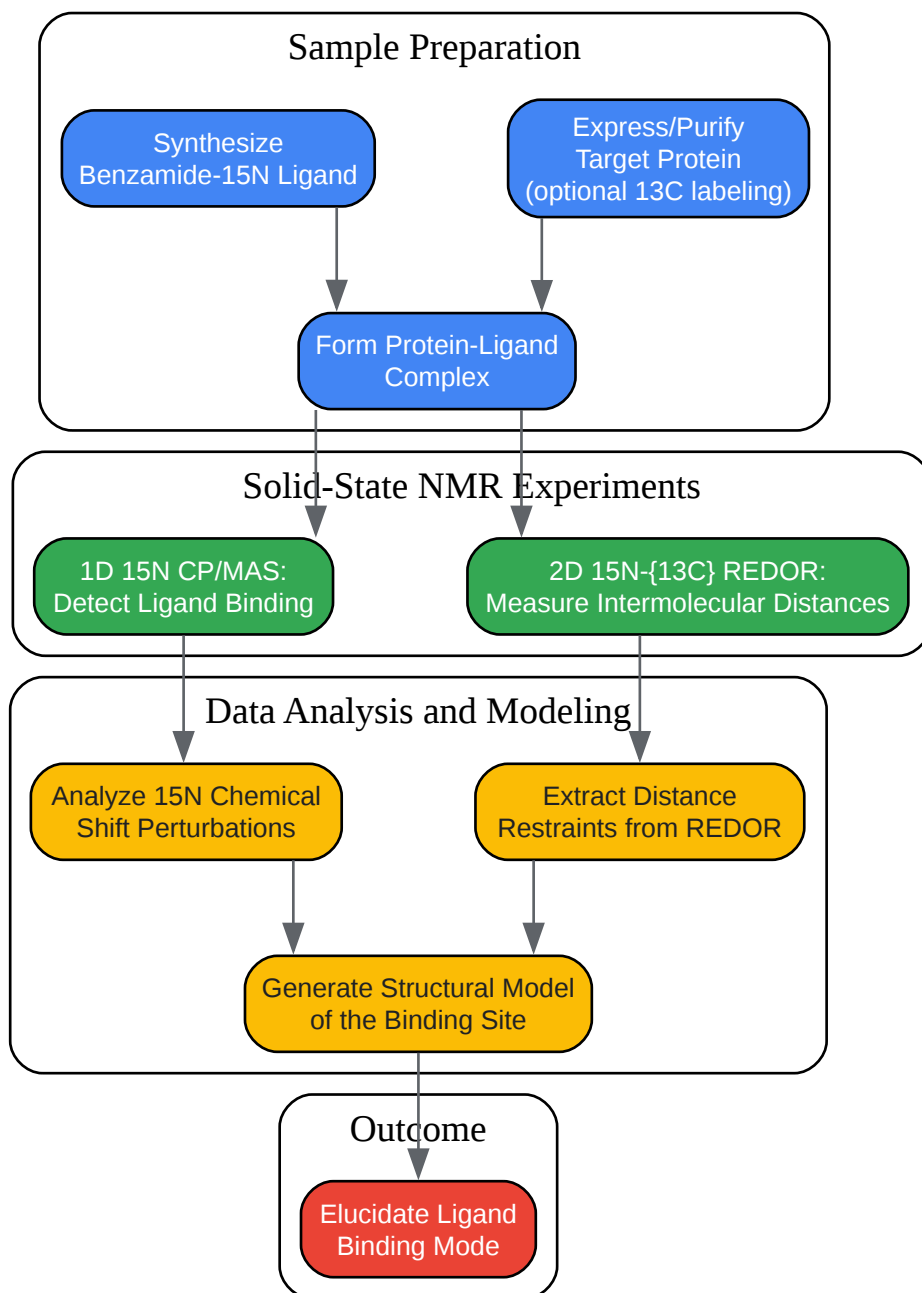 Sample Preparation
Synthesize
Benzamide-15N Ligand
Express/Purify
Target Protein
(optional 13C labeling)
Form Protein-Ligand
Complex
Solid-State NMR Experiments
1D 15N CP/MAS:
Detect Ligand Binding
2D 15N-{13C} REDOR:
Measure Intermolecular Distances
Data Analysis and Modeling
Analyze 15N Chemical
Shift Perturbations
Extract Distance
Restraints from REDOR
Generate Structural Model
of the Binding Site
Outcome
Elucidate Ligand
Binding Mode